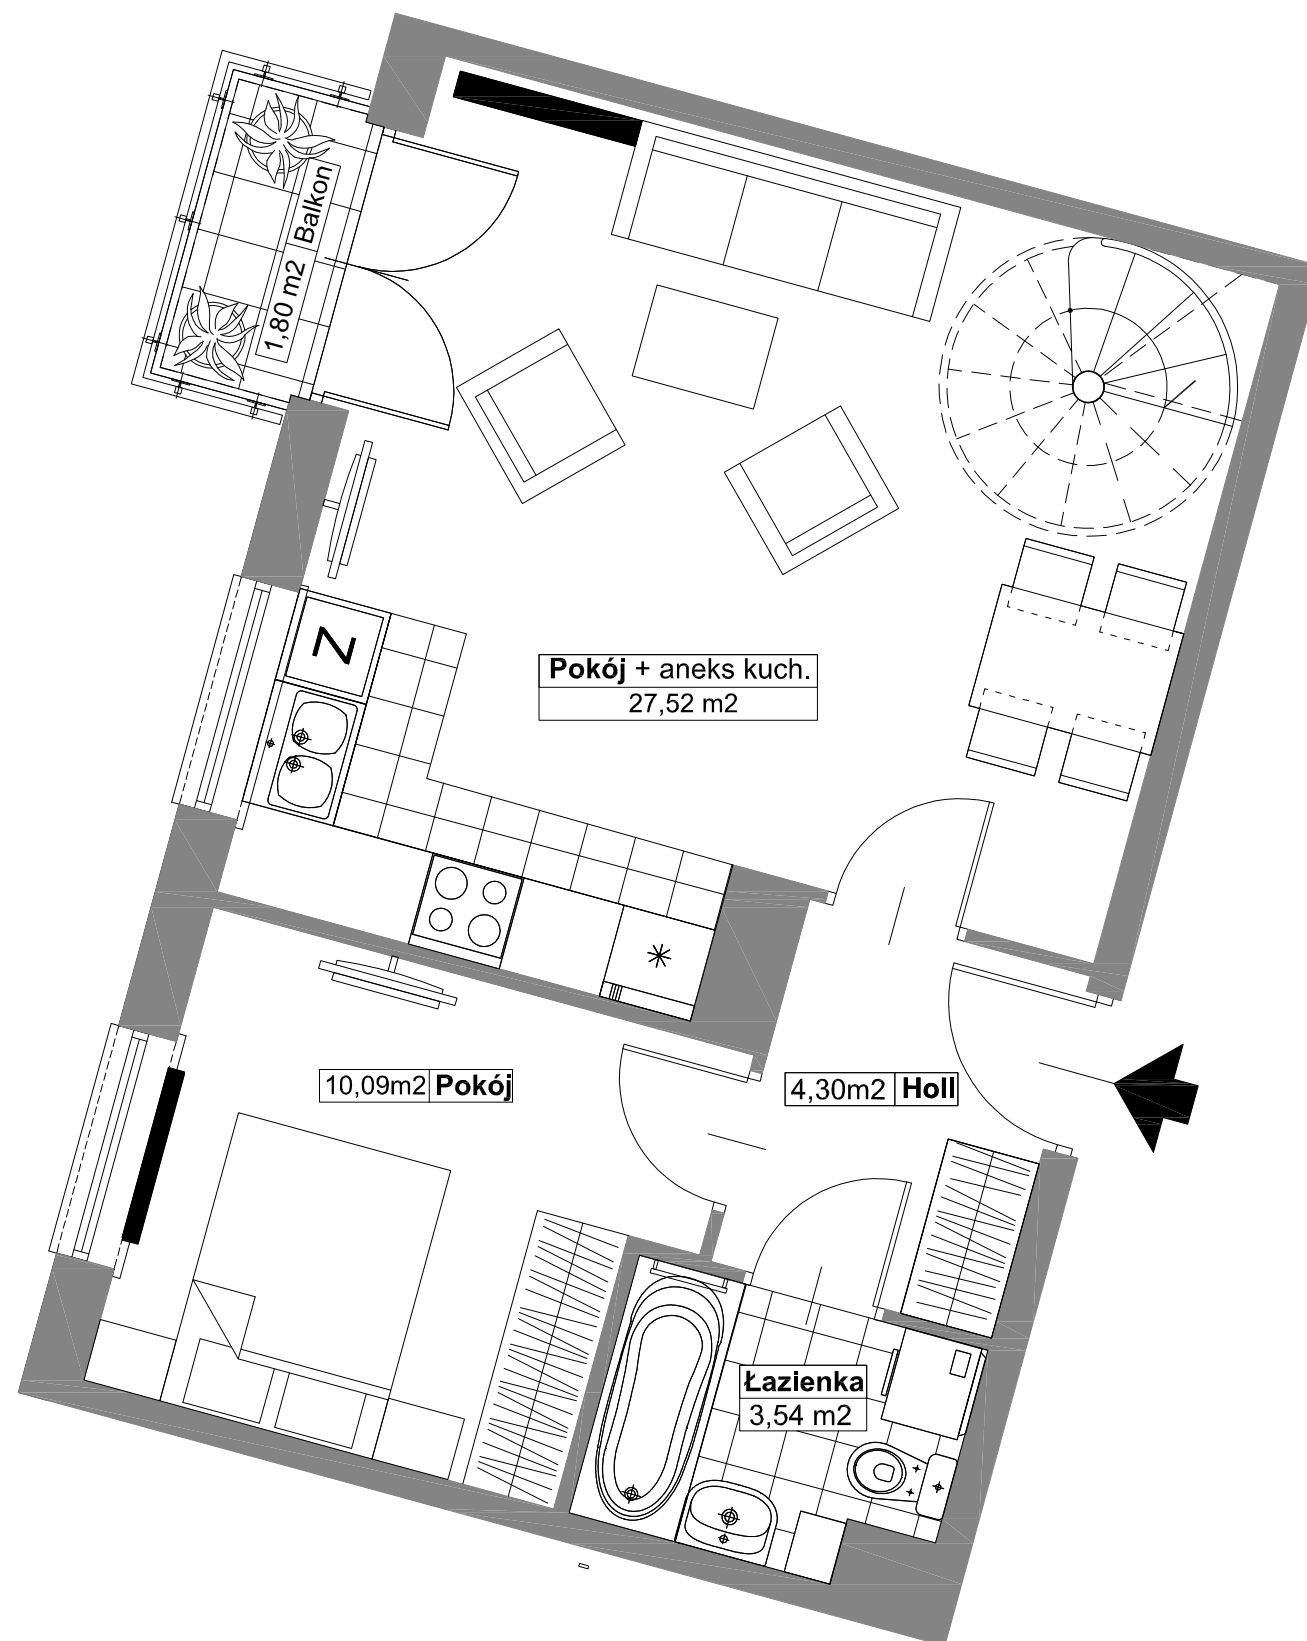 1,80 m2 Balkon
Z
Pokój + aneks kuch.
27,52 m2
10,09m2 Pokój
4,30m2 Holl
Łazienka
3,54 m2